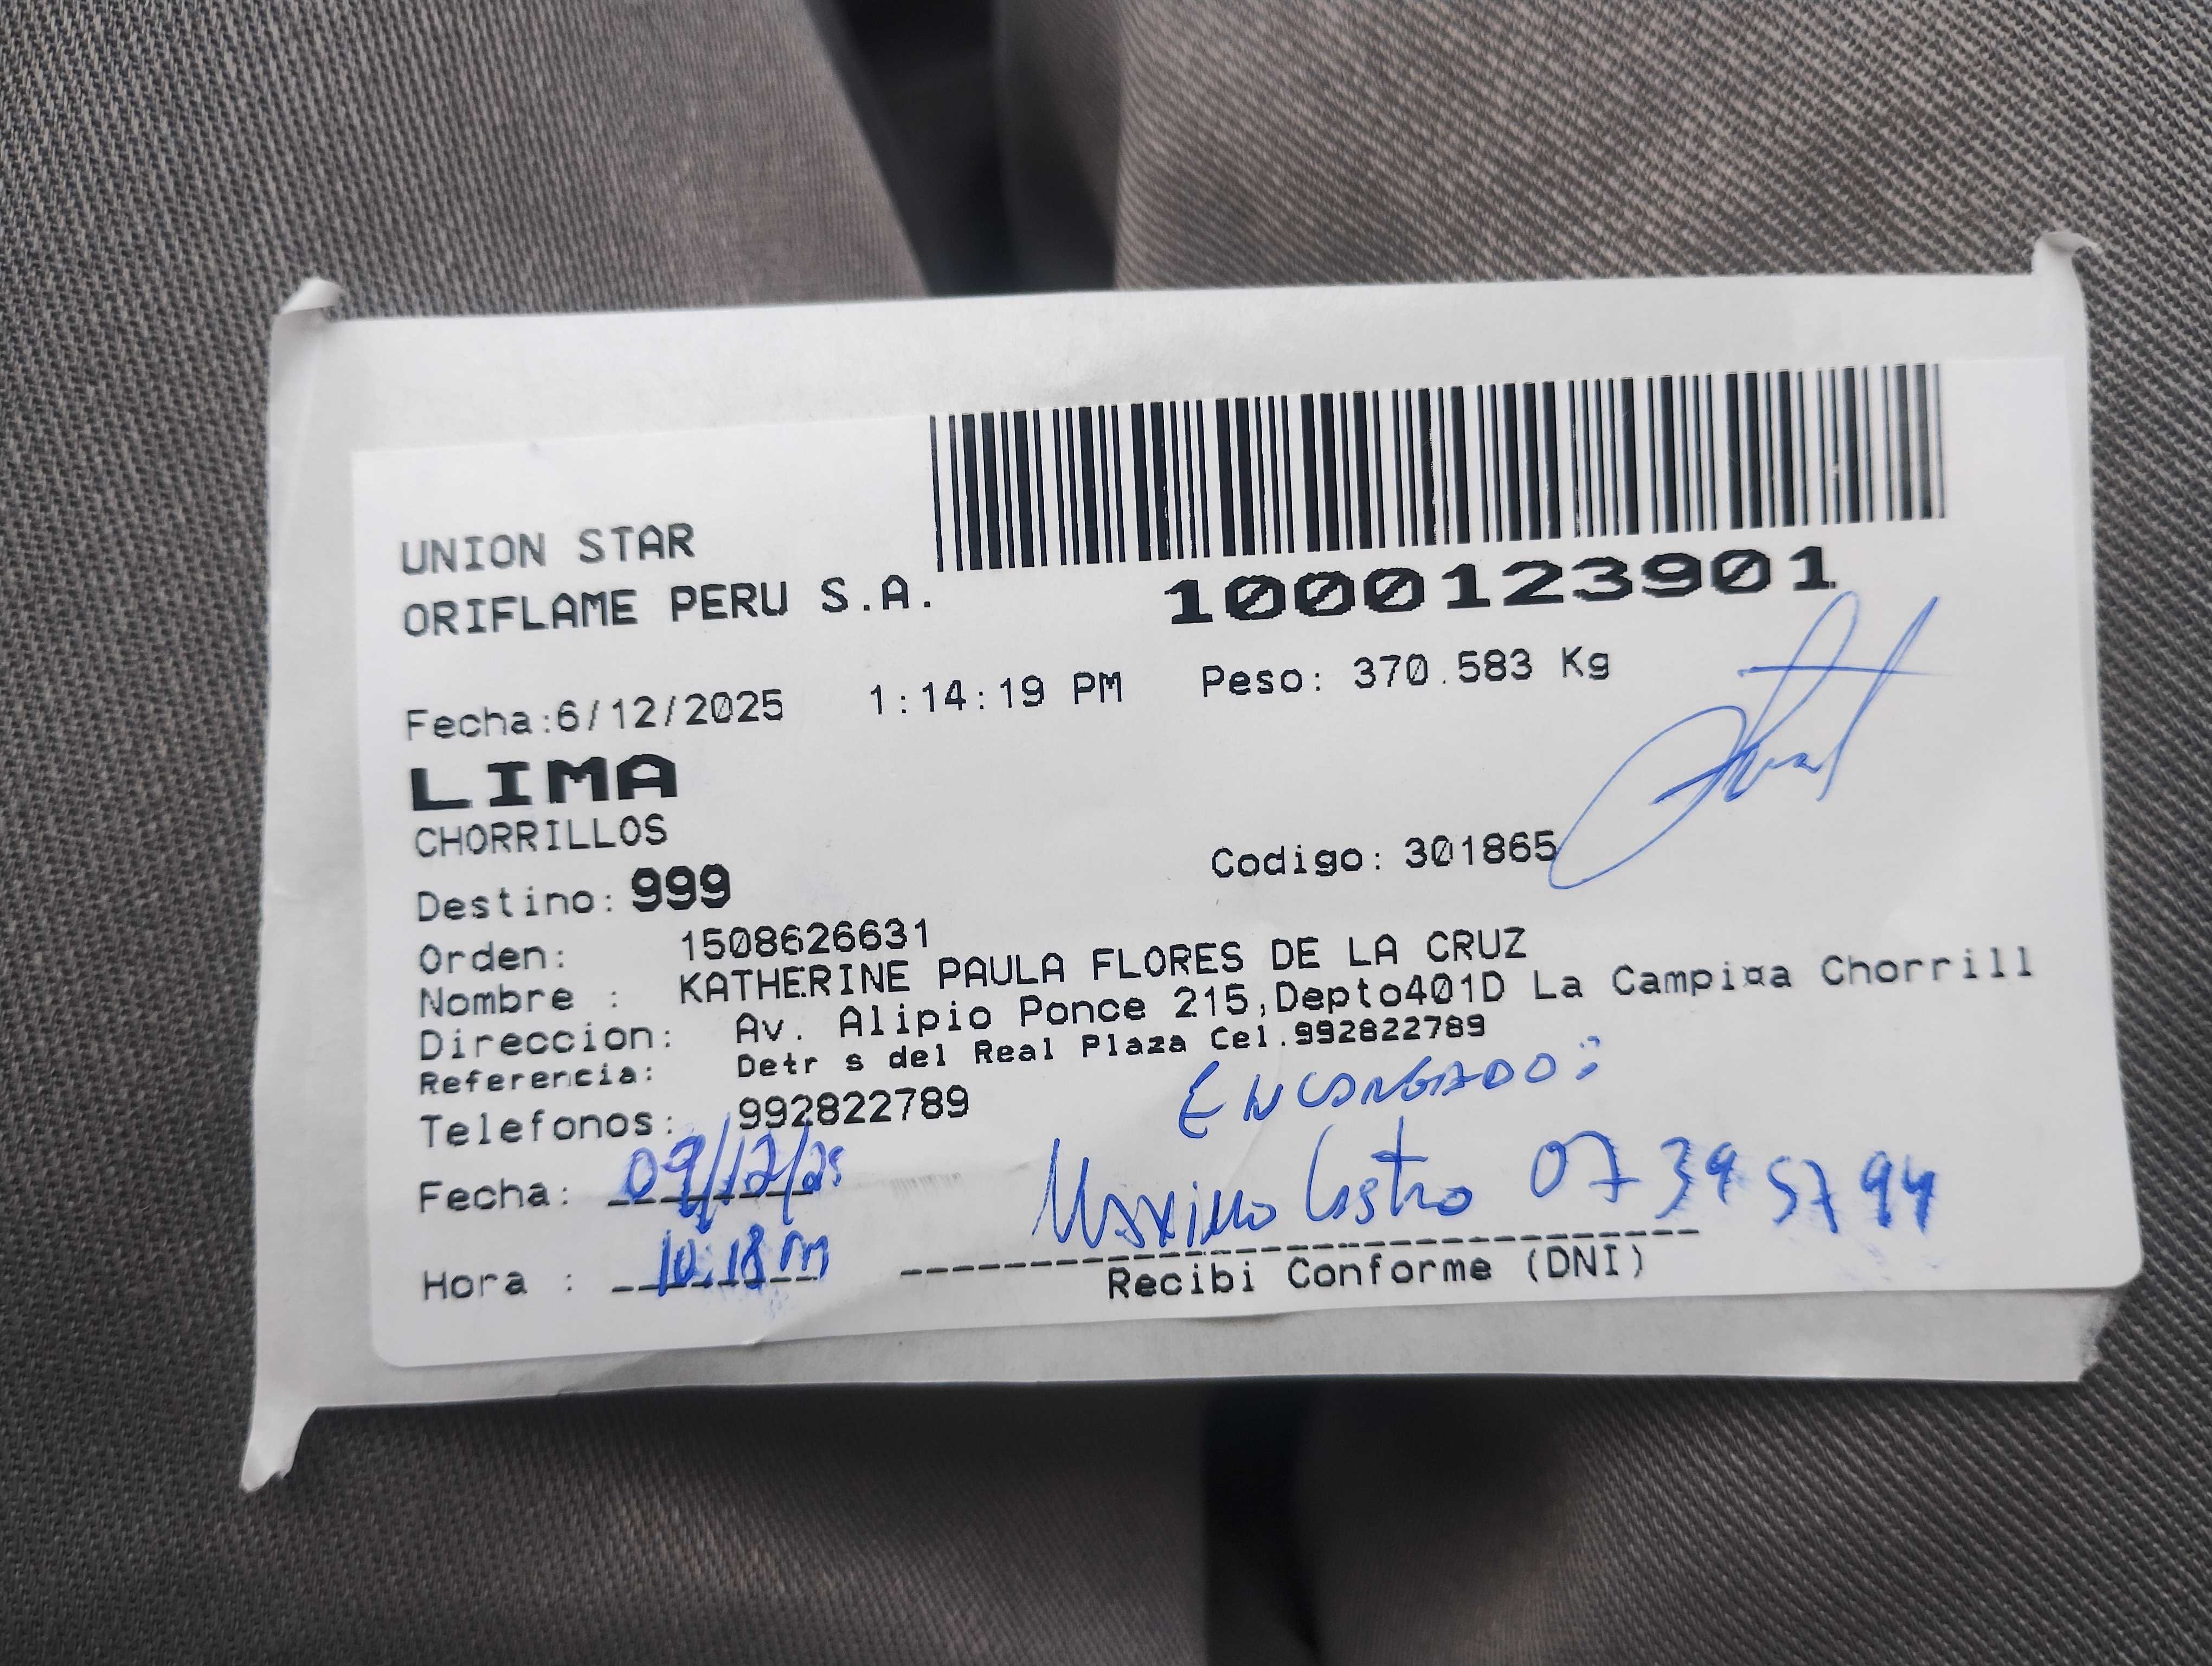 UNION STAR
ORIFLAME PERU S.A.
1000123901
Fecha:6/12/2025 1:14:19 PM Peso: 370.583 Kg
LIMA
CHORRILLOS
Codigo: 301865
Destino: 999
Orden: 1508626631
Nombre : KATHERINE PAULA FLORES DE LA CRUZ
Direccion: Av. Alipio Ponce 215,Depto401D La Campi¤a Chorrill
Referencia: Detr s del Real Plaza Cel.992822789
Telefonos: 992822789
ENCARGADO:
Fecha: 09/12/25
Maximo Castro 07395794
Hora : 10:18 m
Recibi Conforme (DNI)